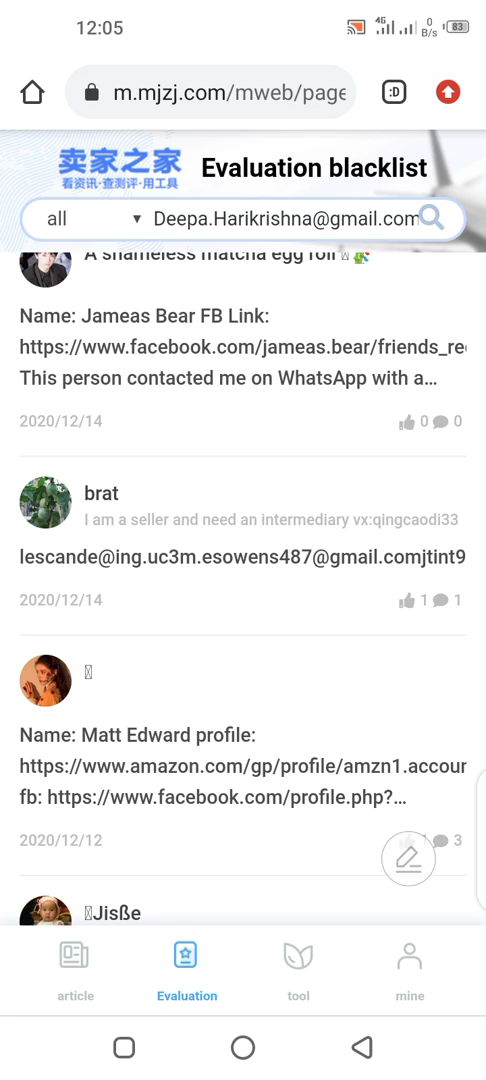 12:05
4G
0
B/s
83
m.mjzj.com/mweb/page
:D
卖家之家
看资讯·查测评·用工具
Evaluation blacklist
all
Deepa.Harikrishna@gmail.com
A shameless matcha egg roll
Name: Jameas Bear FB Link:
https://www.facebook.com/jameas.bear/friends_re
This person contacted me on WhatsApp with a…
2020/12/14
0
0
brat
I am a seller and need an intermediary vx:qingcaodi33
lescande@ing.uc3m.esowens487@gmail.comjtint9
2020/12/14
1
1
Name: Matt Edward profile:
https://www.amazon.com/gp/profile/amzn1.accour
fb: https://www.facebook.com/profile.php?…
2020/12/12
1
3
Jisße
article
Evaluation
tool
mine